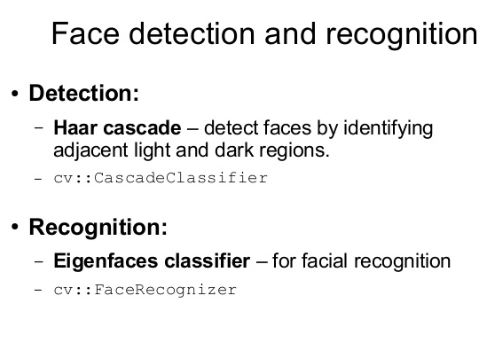 Face detection and recognition
• Detection:
– Haar cascade – detect faces by identifying
adjacent light and dark regions.
– cv::CascadeClassifier
• Recognition:
– Eigenfaces classifier – for facial recognition
– cv::FaceRecognizer